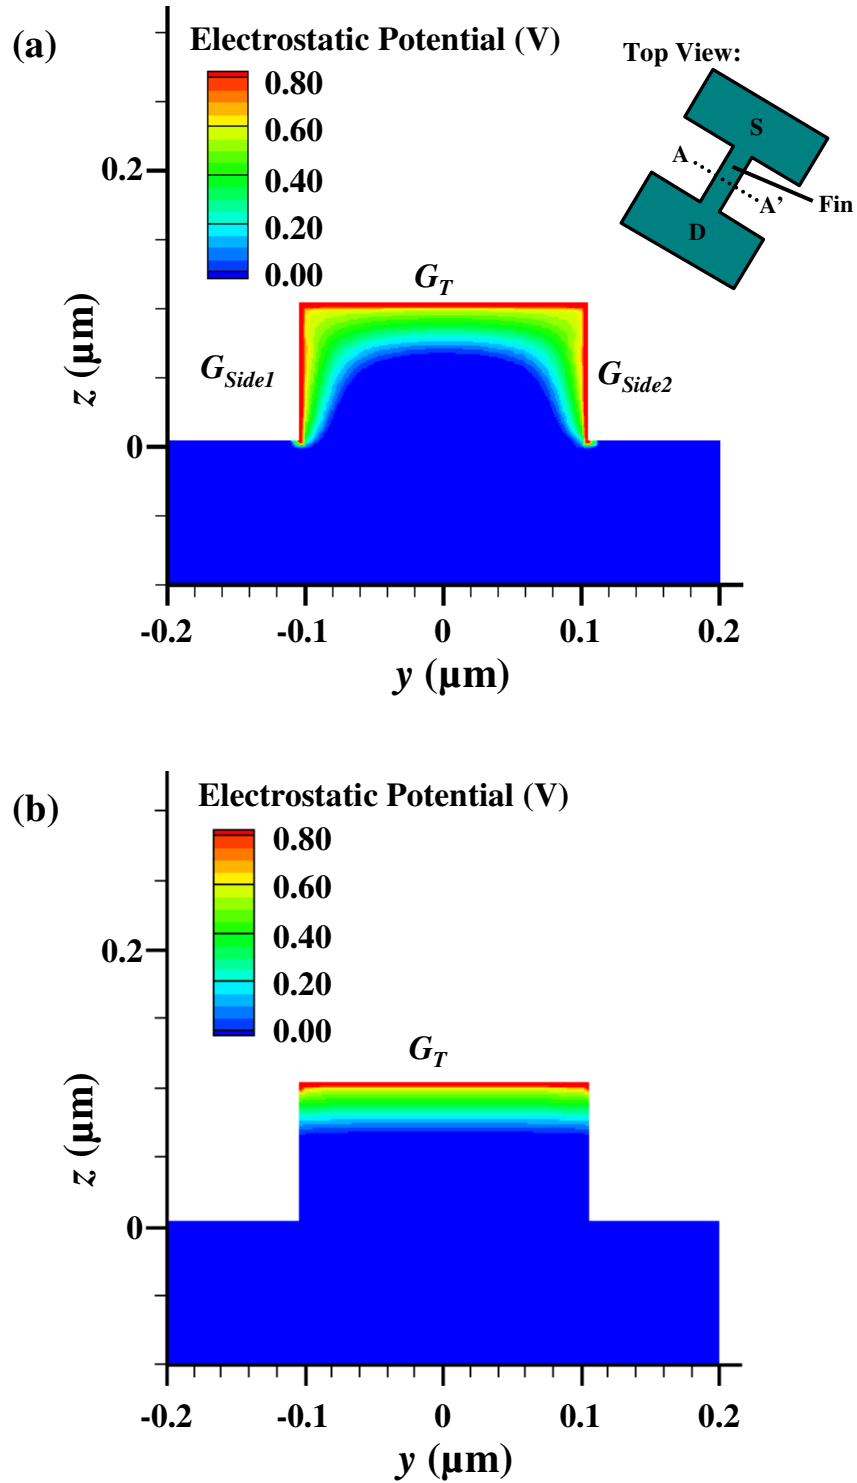 (a)
Electrostatic Potential (V)
0.80
0.60
0.40
0.20
0.00
Top View:
S
A
A’
Fin
D
G_T
G_Side1
G_Side2
z (μm)
0.2
0
-0.2
-0.1
0
0.1
0.2
y (μm)
(b)
Electrostatic Potential (V)
0.80
0.60
0.40
0.20
0.00
G_T
z (μm)
0.2
0
-0.2
-0.1
0
0.1
0.2
y (μm)